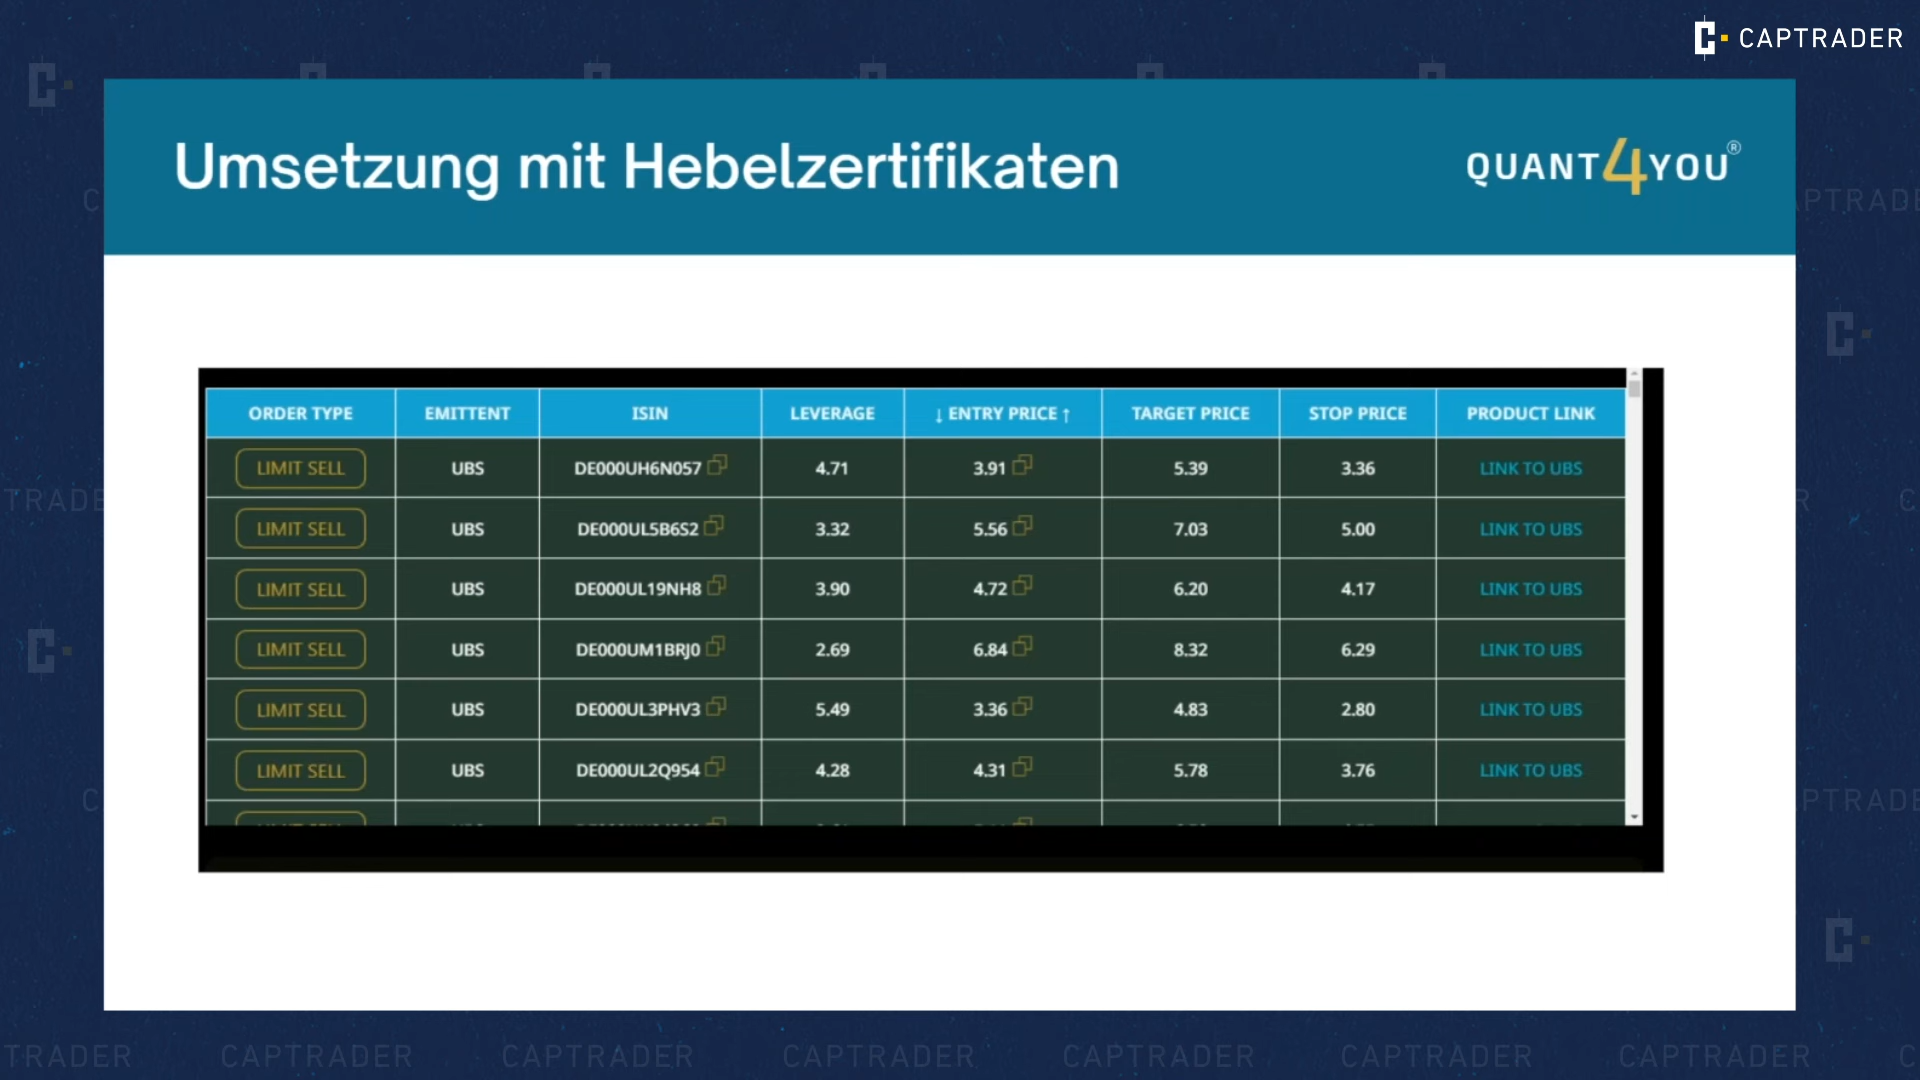 CAPTRADER
Umsetzung mit Hebelzertifikaten
QUANT4YOU®
ORDER TYPE EMITTENT ISIN LEVERAGE ↓ ENTRY PRICE ↑ TARGET PRICE STOP PRICE PRODUCT LINK
LIMIT SELL UBS DE000UH6N057 4.71 3.91 5.39 3.36 LINK TO UBS
LIMIT SELL UBS DE000UL5B6S2 3.32 5.56 7.03 5.00 LINK TO UBS
LIMIT SELL UBS DE000UL19NH8 3.90 4.72 6.20 4.17 LINK TO UBS
LIMIT SELL UBS DE000UM1BRJ0 2.69 6.84 8.32 6.29 LINK TO UBS
LIMIT SELL UBS DE000UL3PHV3 5.49 3.36 4.83 2.80 LINK TO UBS
LIMIT SELL UBS DE000UL2Q954 4.28 4.31 5.78 3.76 LINK TO UBS
TRADER CAPTRADER CAPTRADER CAPTRADER CAPTRADER CAPTRADER CAPTRADER